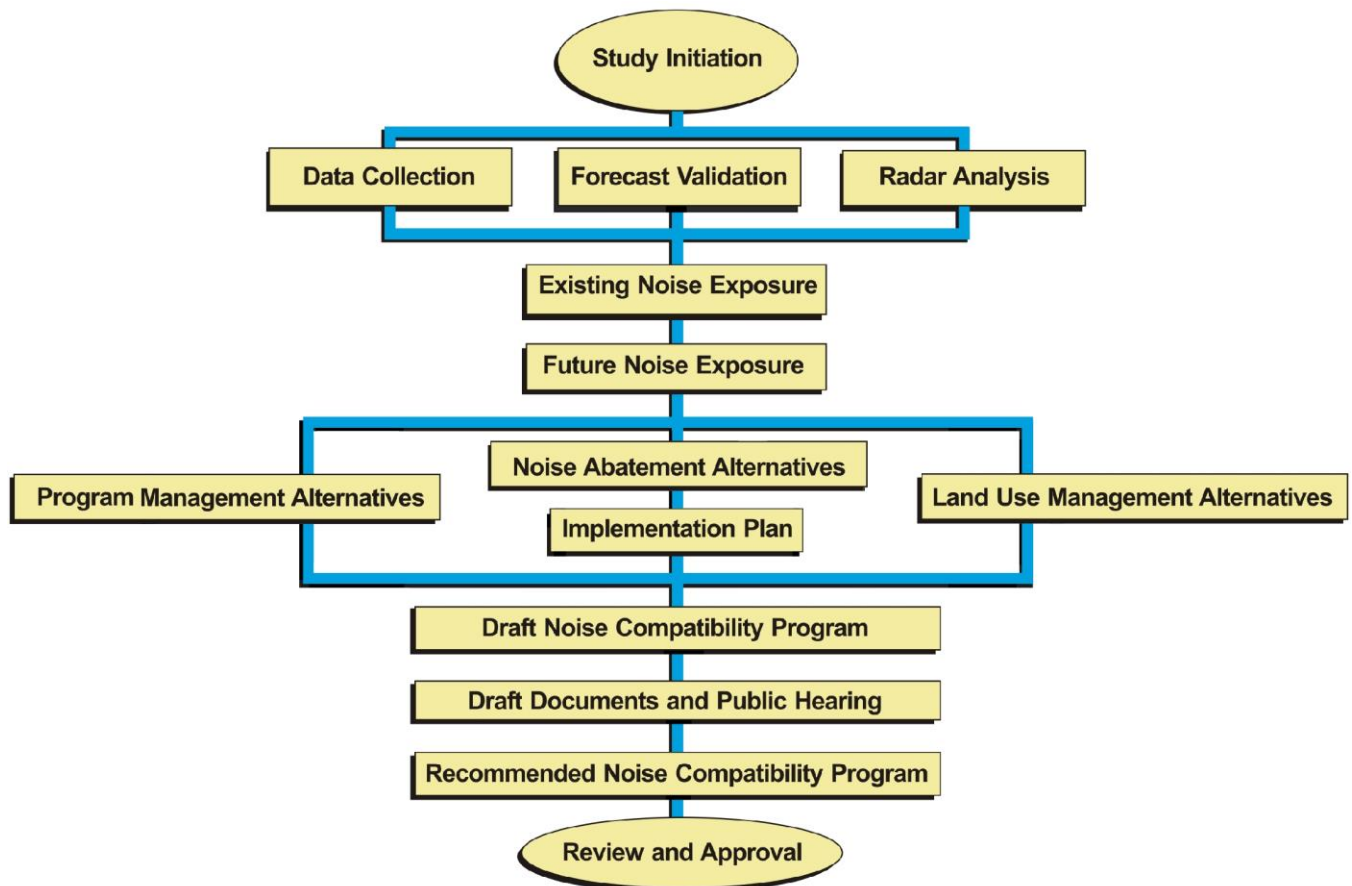 Study Initiation
Data Collection
Forecast Validation
Radar Analysis
Existing Noise Exposure
Future Noise Exposure
Noise Abatement Alternatives
Program Management Alternatives
Land Use Management Alternatives
Implementation Plan
Draft Noise Compatibility Program
Draft Documents and Public Hearing
Recommended Noise Compatibility Program
Review and Approval